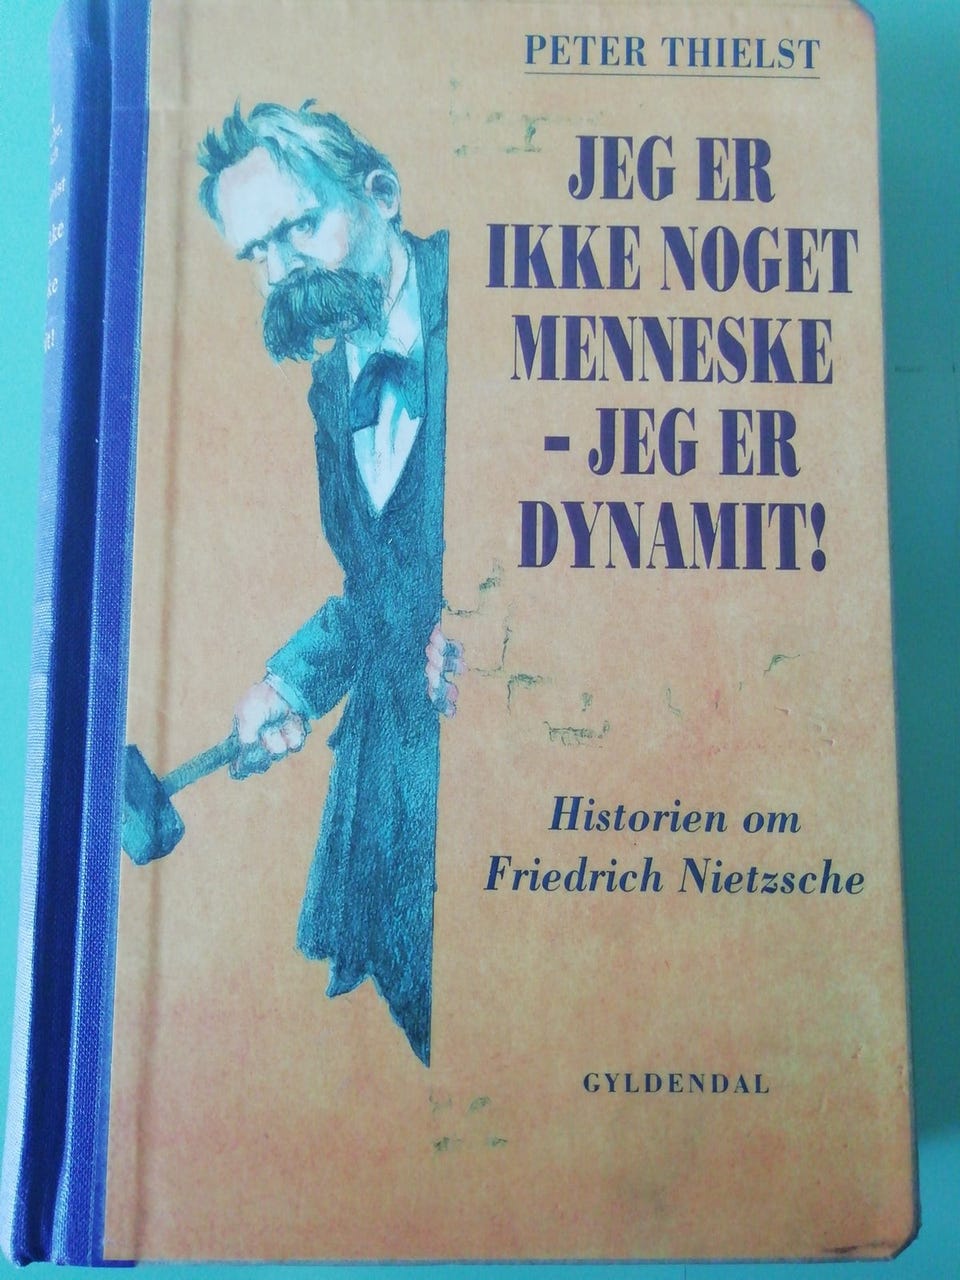 PETER THIELST
JEG ER
IKKE NOGET
MENNESKE
- JEG ER
DYNAMIT!
Historien om
Friedrich Nietzsche
GYLDENDAL